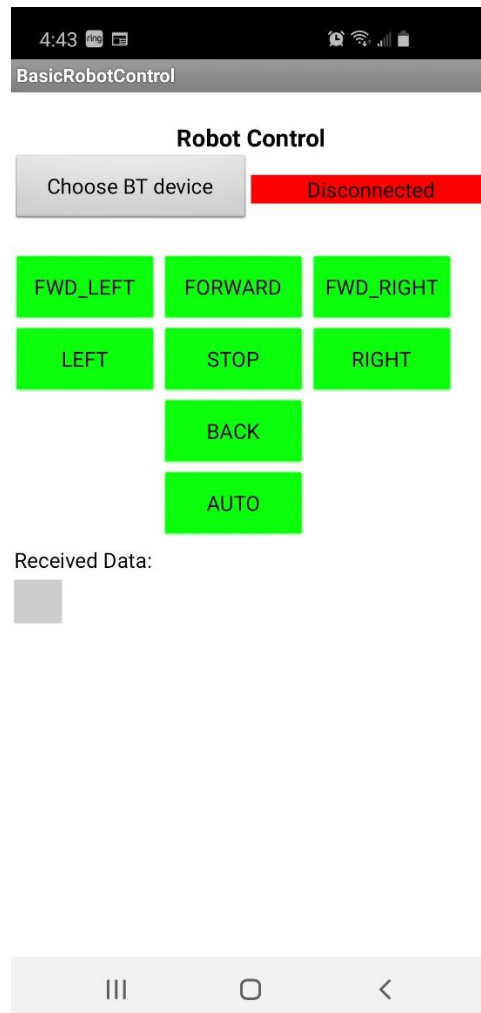 4:43 ring
BasicRobotControl
Robot Control
Choose BT device Disconnected
FWD_LEFT FORWARD FWD_RIGHT
LEFT STOP RIGHT
BACK
AUTO
Received Data: